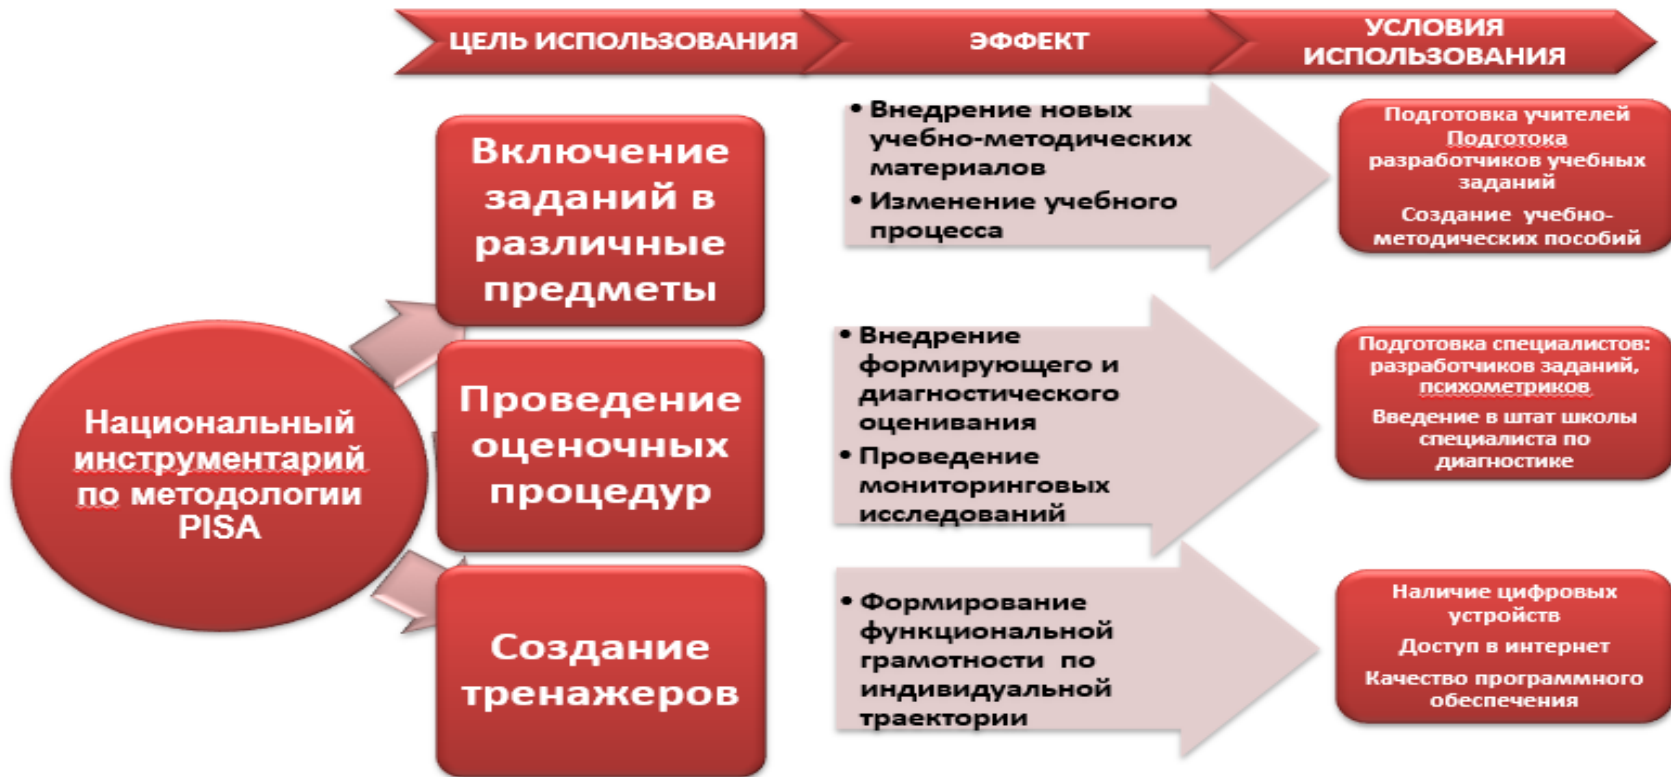 ЦЕЛЬ ИСПОЛЬЗОВАНИЯ
ЭФФЕКТ
УСЛОВИЯ
ИСПОЛЬЗОВАНИЯ
Национальный
инструментарий
по методологии
PISA
Включение
заданий в
различные
предметы
• Внедрение новых
учебно-методических
материалов
• Изменение учебного
процесса
Подготовка учителей
Подготока
разработчиков учебных
заданий
Создание учебно-
методических пособий
Проведение
оценочных
процедур
• Внедрение
формирующего и
диагностического
оценивания
• Проведение
мониторинговых
исследований
Подготовка специалистов:
разработчиков заданий,
психометриков
Введение в штат школы
специалиста по
диагностике
Создание
тренажеров
• Формирование
функциональной
грамотности по
индивидуальной
траектории
Наличие цифровых
устройств
Доступ в интернет
Качество программного
обеспечения